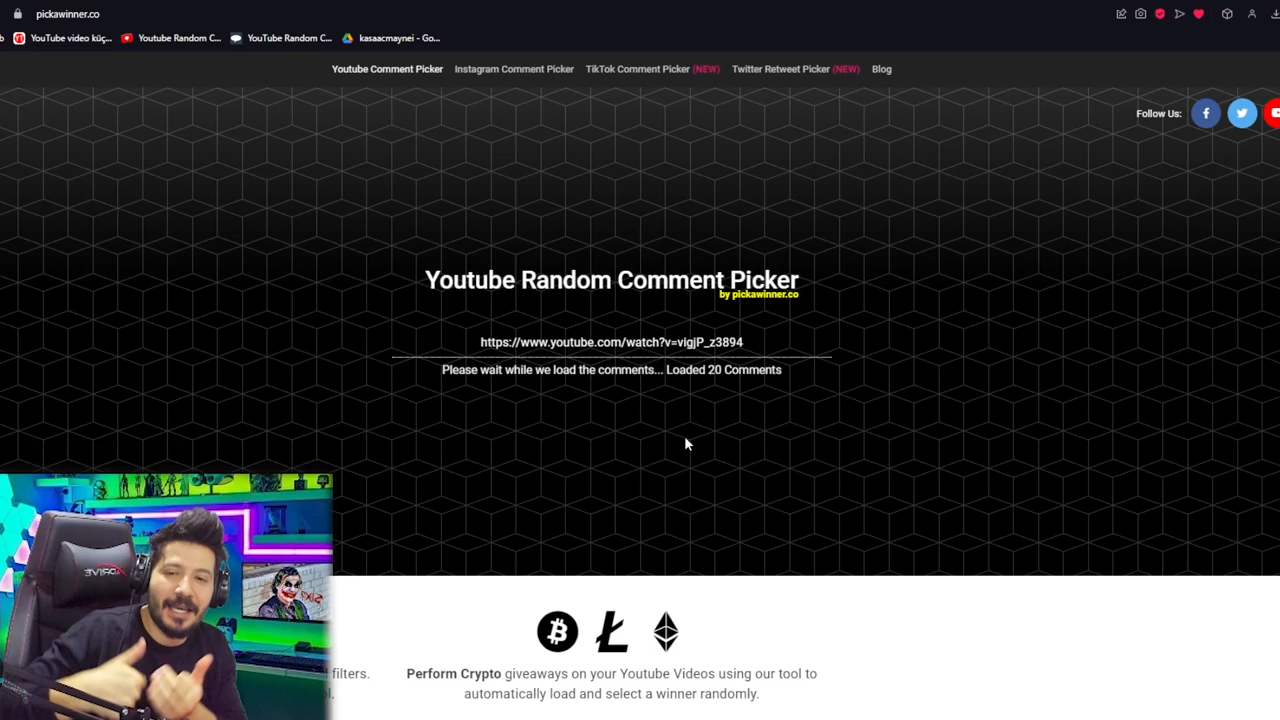 pickawinner.co
YouTube video küç...
Youtube Random C...
YouTube Random C...
kasaacmaynei - Go...
Youtube Comment Picker
Instagram Comment Picker
TikTok Comment Picker (NEW)
Twitter Retweet Picker (NEW)
Blog
Follow Us:
Youtube Random Comment Picker
by pickawinner.co
https://www.youtube.com/watch?v=vigjP_z3894
Please wait while we load the comments... Loaded 20 Comments
filters.
Perform Crypto giveaways on your Youtube Videos using our tool to
automatically load and select a winner randomly.